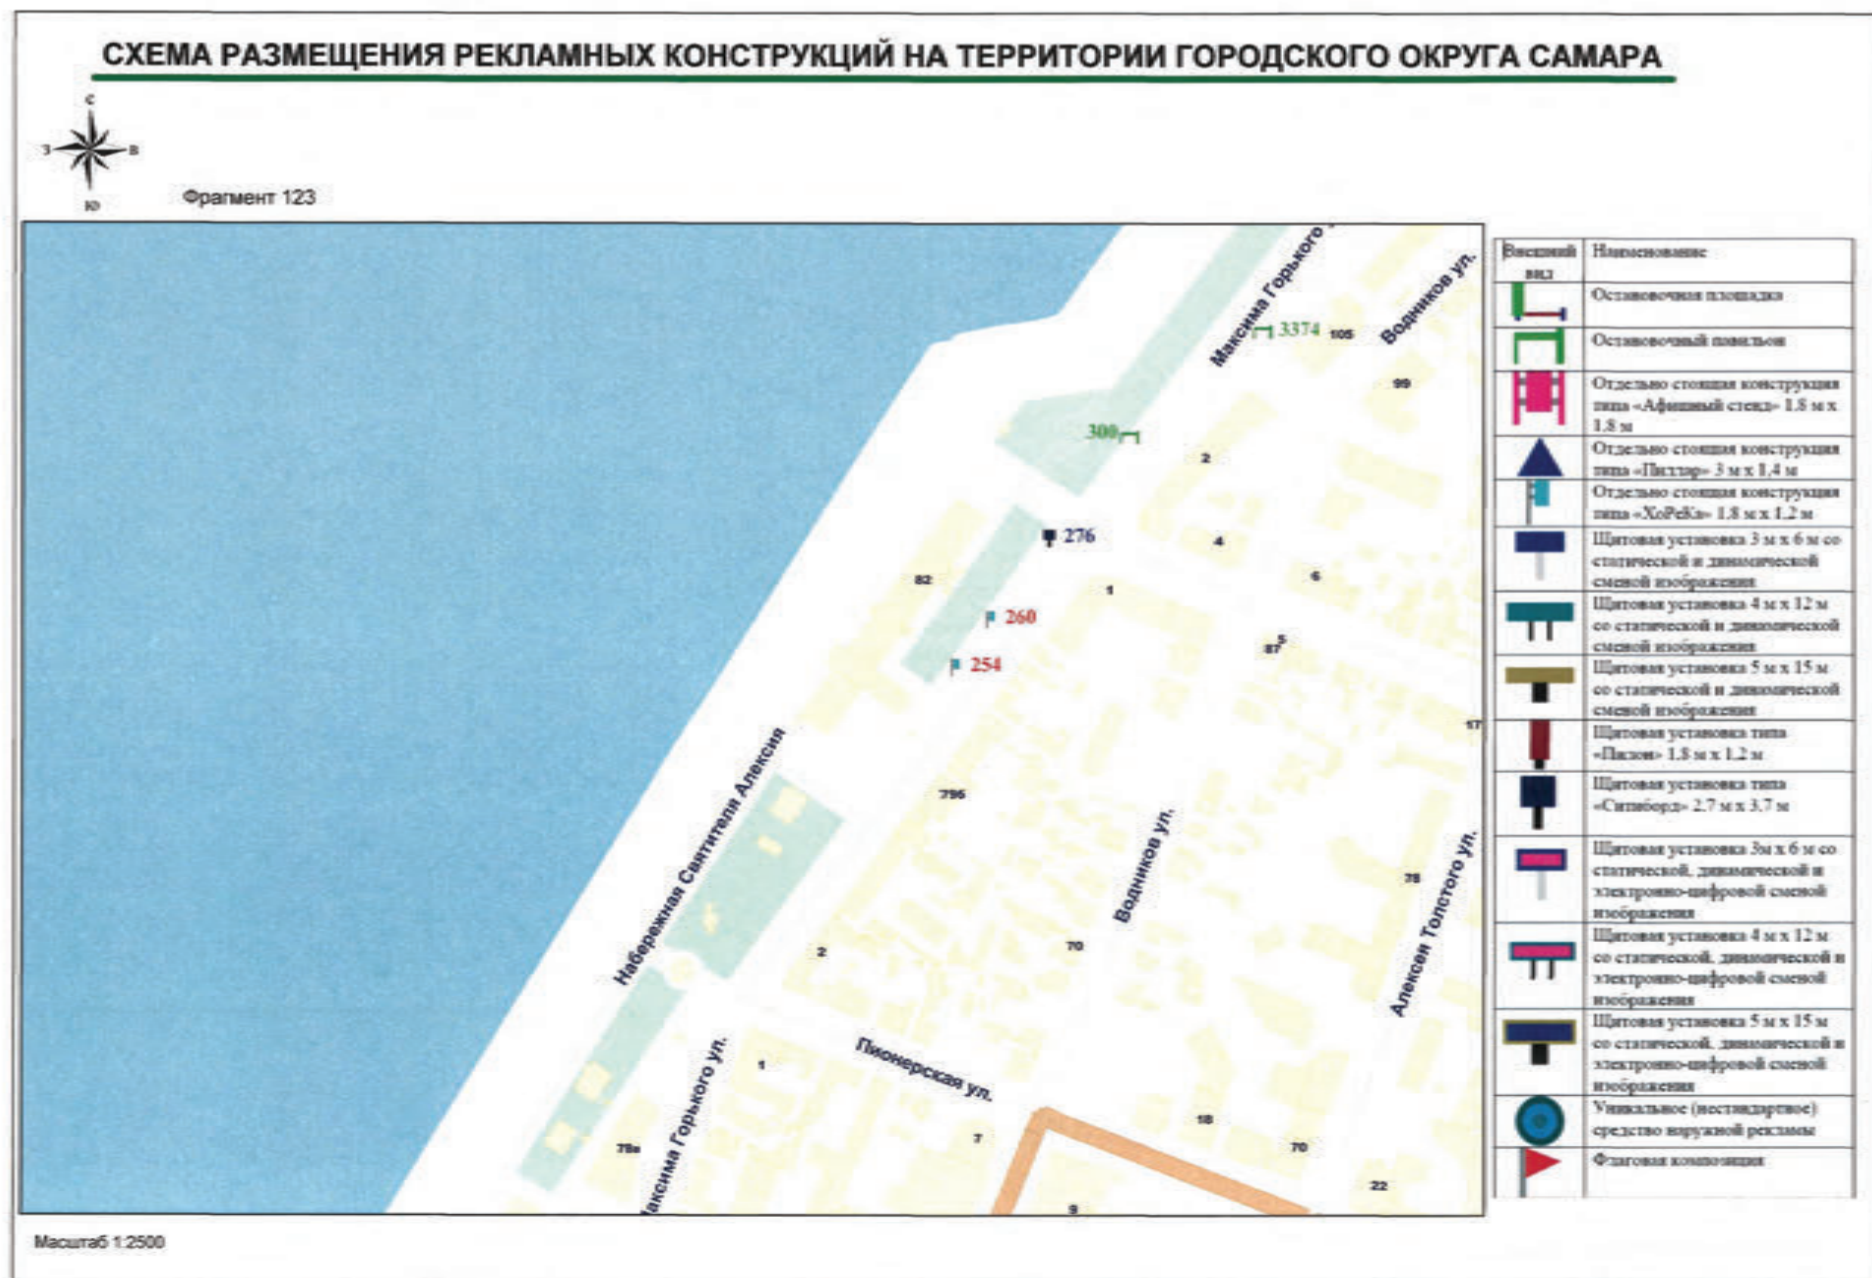 СХЕМА РАЗМЕЩЕНИЯ РЕКЛАМНЫХ КОНСТРУКЦИЙ НА ТЕРРИТОРИИ ГОРОДСКОГО ОКРУГА САМАРА
С
З
В
Ю
Фрагмент 123
Максима Горького
Водников ул.
3374
105
99
300
2
276
4
82
6
1
260
5
87
254
17
Набережная Святителя Алексия
79б
Водников ул.
78
Алексея Толстого ул.
2
70
Пионерская ул.
1
Максима Горького ул.
78а
7
18
70
22
9
Внешний вид
Наименование
Остановочная площадка
Остановочный павильон
Отдельно стоящая конструкция
типа «Афишный стенд» 1.8 м х
1.8 м
Отдельно стоящая конструкция
типа «Пиллар» 3 м х 1,4 м
Отдельно стоящая конструкция
типа «ХоРеКа» 1.8 м х 1.2 м
Щитовая установка 3 м х 6 м со
статической и динамической
сменой изображения
Щитовая установка 4 м х 12 м
со статической и динамической
сменой изображения
Щитовая установка 5 м х 15 м
со статической и динамической
сменой изображения
Щитовая установка типа
«Пилон» 1.8 м х 1.2 м
Щитовая установка типа
«Ситиборд» 2.7 м х 3.7 м
Щитовая установка 3м х 6 м со
статической, динамической и
электронно-цифровой сменой
изображения
Щитовая установка 4 м х 12 м
со статической, динамической и
электронно-цифровой сменой
изображения
Щитовая установка 5 м х 15 м
со статической, динамической и
электронно-цифровой сменой
изображения
Уникальное (нестандартное)
средство наружной рекламы
Флаговая композиция
Масштаб 1:2500